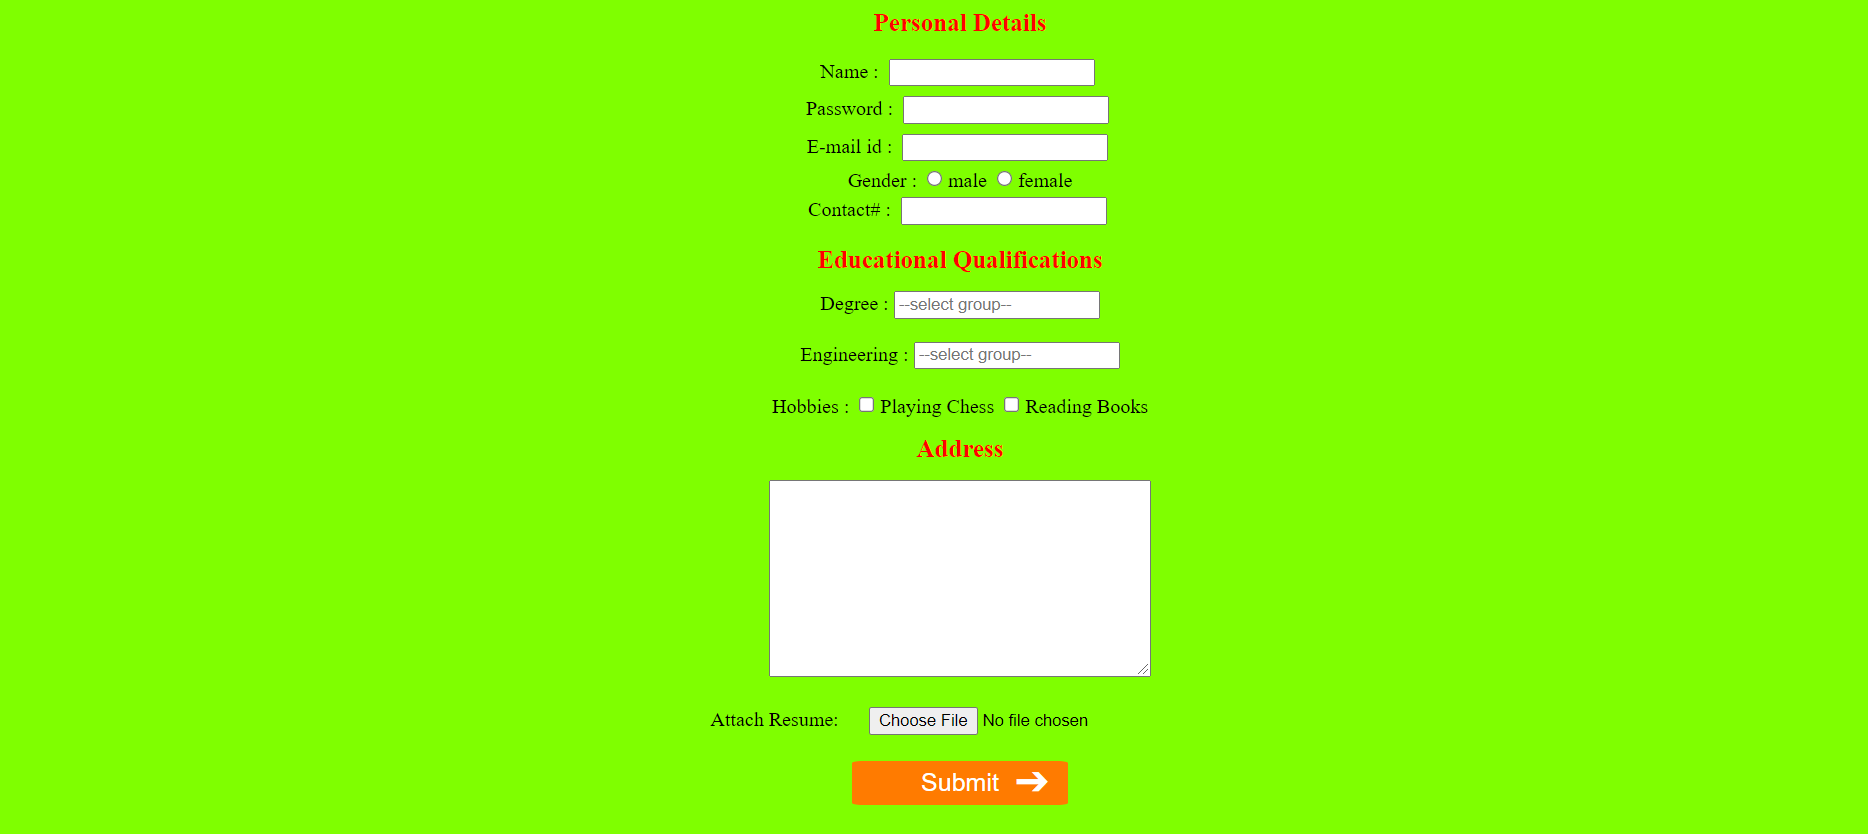 Personal Details
Name :
Password :
E-mail id :
Gender : male female
Contact# :
Educational Qualifications
Degree : --select group--
Engineering : --select group--
Hobbies : Playing Chess Reading Books
Address
Attach Resume: Choose File No file chosen
Submit ➔